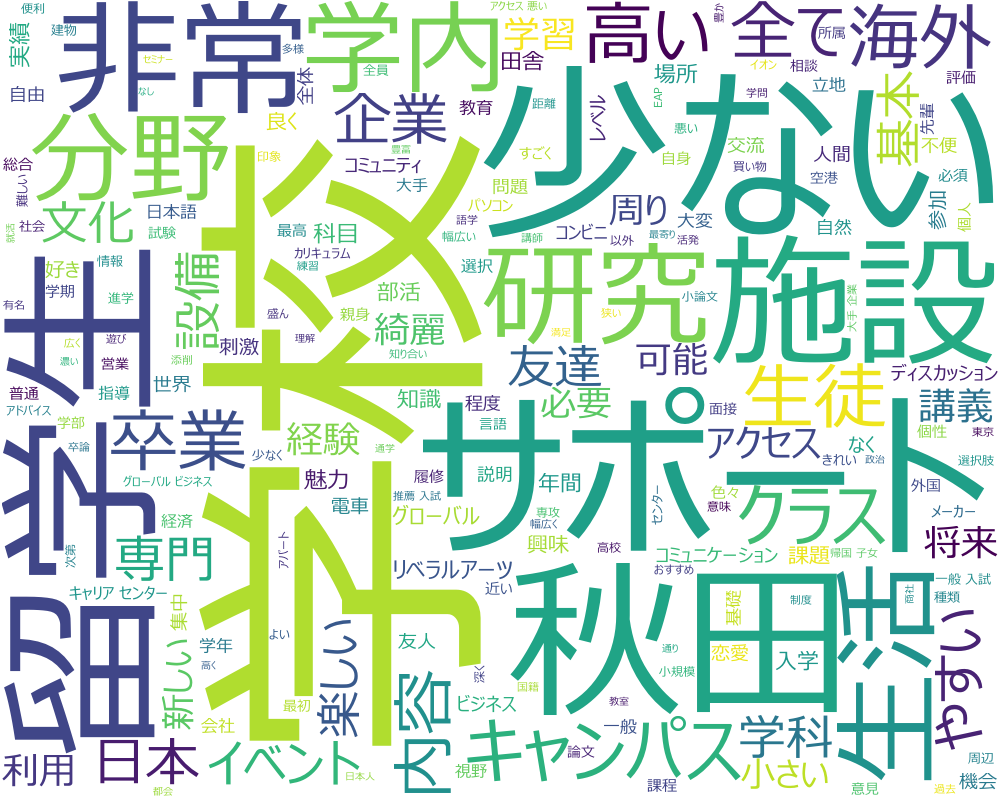 便利
建物
実績
セミナー
なし
自由
非常
多様
全体
学内
全員
アクセス 悪い
学習
田舎
教育
高い
場所
豊か
全て
所属
イオン
相談
海外
立地
評価
先輩
分野
良く
企業
少ない
レベル
距離
EAP
学問
悪い
交流
基本
不便
総合
難しい
社会
就活
文化
日本語
試験
印象
豊富
コミュニティ
大手
最高
科目
すごく
問題
パソコン
語学
幅広い
講師
自身
買い物
人間
空港
必須
参加
個人
周り
大変
自然
コンビニ
以外
活発
最寄り
学校
カリキュラム
練習
選択
研究
施設
好き
学期
情報
進学
設備
部活
親身
綺麗
満足
狭い
小論文
大手 企業
学生
有名
広く
濃い
遊び
営業
添削
盛ん
刺激
理解
知り合い
友達
可能
ディスカッション
普通
アドバイス
指導
世界
知識
程度
必要
生徒
講義
学部
卒論
卒業
経験
言語
面接
アクセス
なく
個性
東京
少なく
通学
サポート
きれい
政治
選択肢
グローバル ビジネス
魅力
履修
説明
年間
色々
意味
外国
メーカー
経済
電車
推薦 入試
専攻
幅広く
センター
クラス
次第
専門
アパート
グローバル
興味
高校
コミュニケーション
課題
帰国 子女
将来
キャリア センター
集中
リベラルアーツ
近い
おすすめ
一般 入試
種類
商社
制度
基礎
留学
新しい
学年
高く
よい
楽しい
友人
深く
秋田
通り
小規模
恋愛
入学
生活
やすい
会社
最初
国籍
ビジネス
一般
教室
利用
日本
イベント
内容
キャンパス
学科
小さい
周辺
機会
都会
日本人
視野
論文
課程
意見
過去